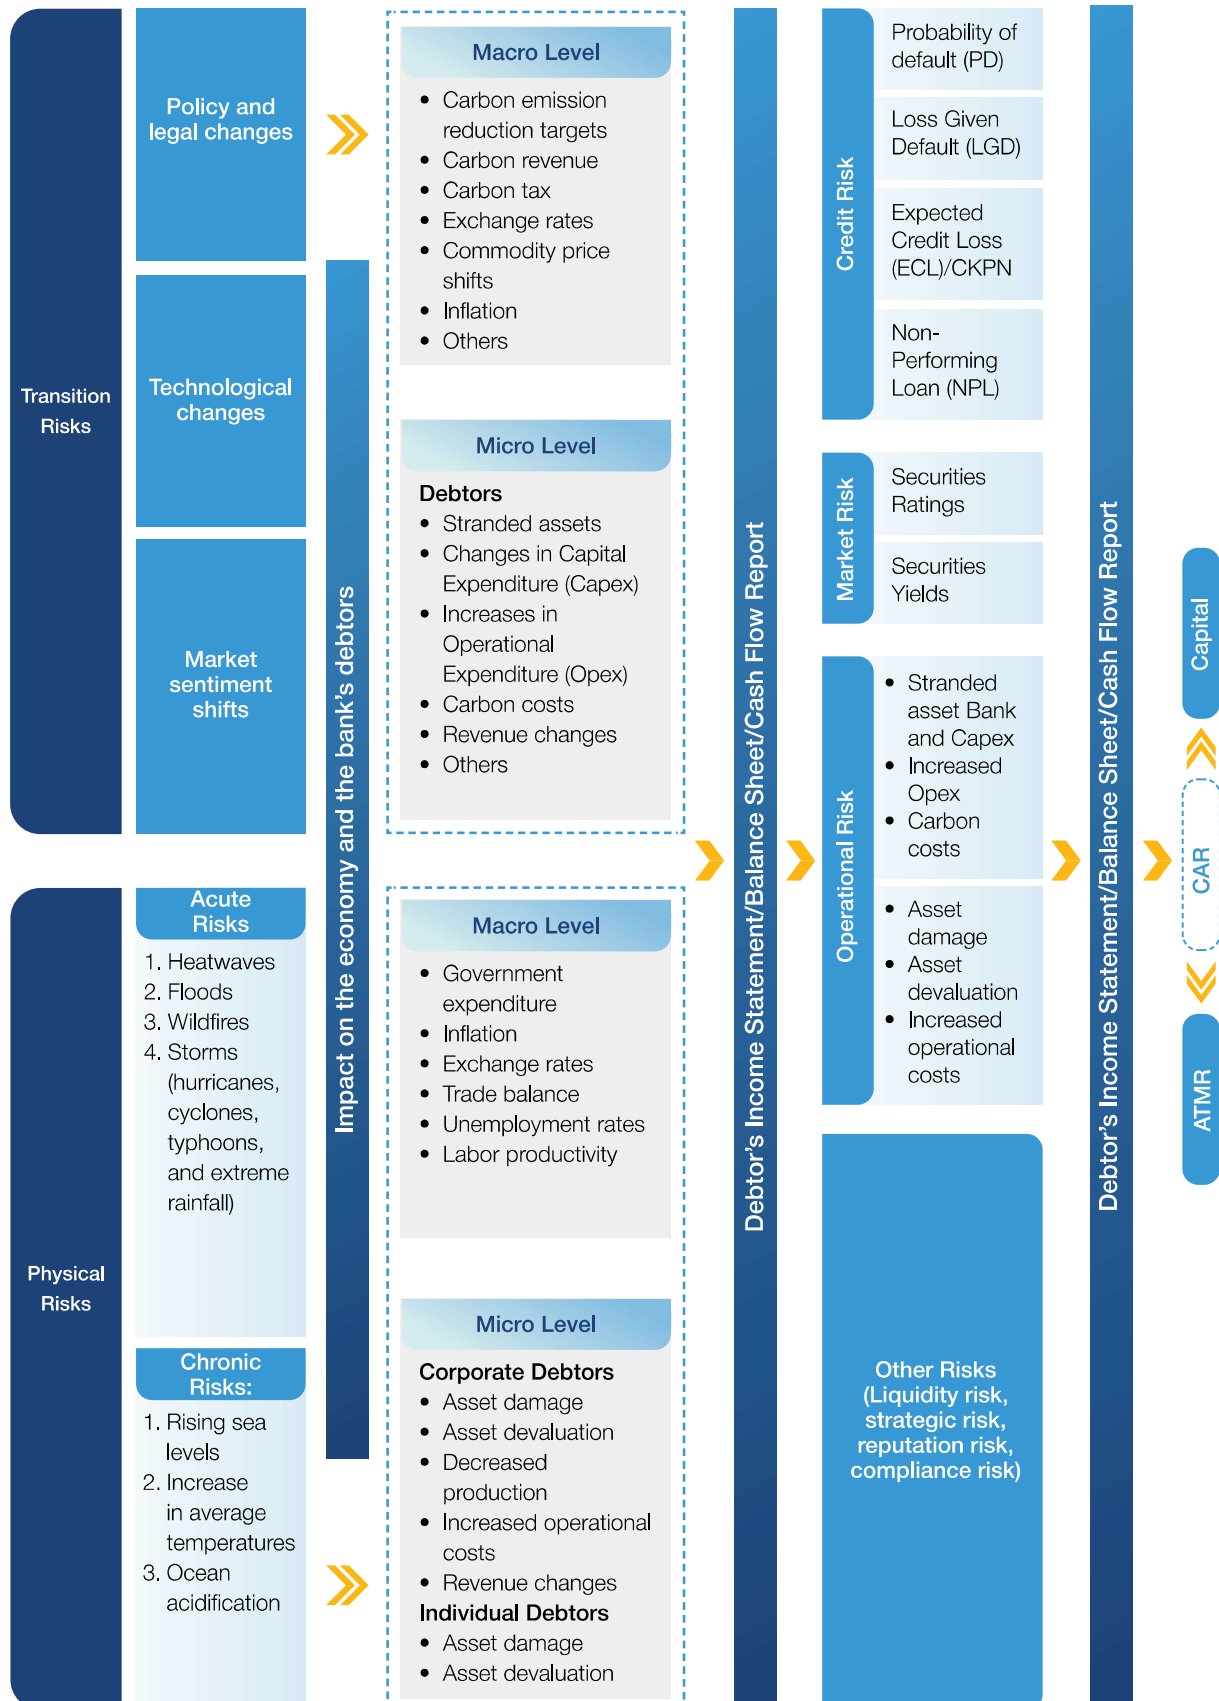 Transition
Risks
Policy and
legal changes
Technological
changes
Market
sentiment
shifts
Physical
Risks
Acute
Risks
1. Heatwaves
2. Floods
3. Wildfires
4. Storms
(hurricanes,
cyclones,
typhoons,
and extreme
rainfall)
Chronic
Risks:
1. Rising sea
levels
2. Increase
in average
temperatures
3. Ocean
acidification
Impact on the economy and the bank's debtors
Macro Level
• Carbon emission
reduction targets
• Carbon revenue
• Carbon tax
• Exchange rates
• Commodity price
shifts
• Inflation
• Others
Micro Level
Debtors
• Stranded assets
• Changes in Capital
Expenditure (Capex)
• Increases in
Operational
Expenditure (Opex)
• Carbon costs
• Revenue changes
• Others
Macro Level
• Government
expenditure
• Inflation
• Exchange rates
• Trade balance
• Unemployment rates
• Labor productivity
Micro Level
Corporate Debtors
• Asset damage
• Asset devaluation
• Decreased
production
• Increased operational
costs
• Revenue changes
Individual Debtors
• Asset damage
• Asset devaluation
Debtor's Income Statement/Balance Sheet/Cash Flow Report
Credit Risk
Probability of
default (PD)
Loss Given
Default (LGD)
Expected
Credit Loss
(ECL)/CKPN
Non-
Performing
Loan (NPL)
Market Risk
Securities
Ratings
Securities
Yields
Operational Risk
• Stranded
asset Bank
and Capex
• Increased
Opex
• Carbon
costs
• Asset
damage
• Asset
devaluation
• Increased
operational
costs
Other Risks
(Liquidity risk,
strategic risk,
reputation risk,
compliance risk)
Debtor's Income Statement/Balance Sheet/Cash Flow Report
Capital
CAR
ATMR